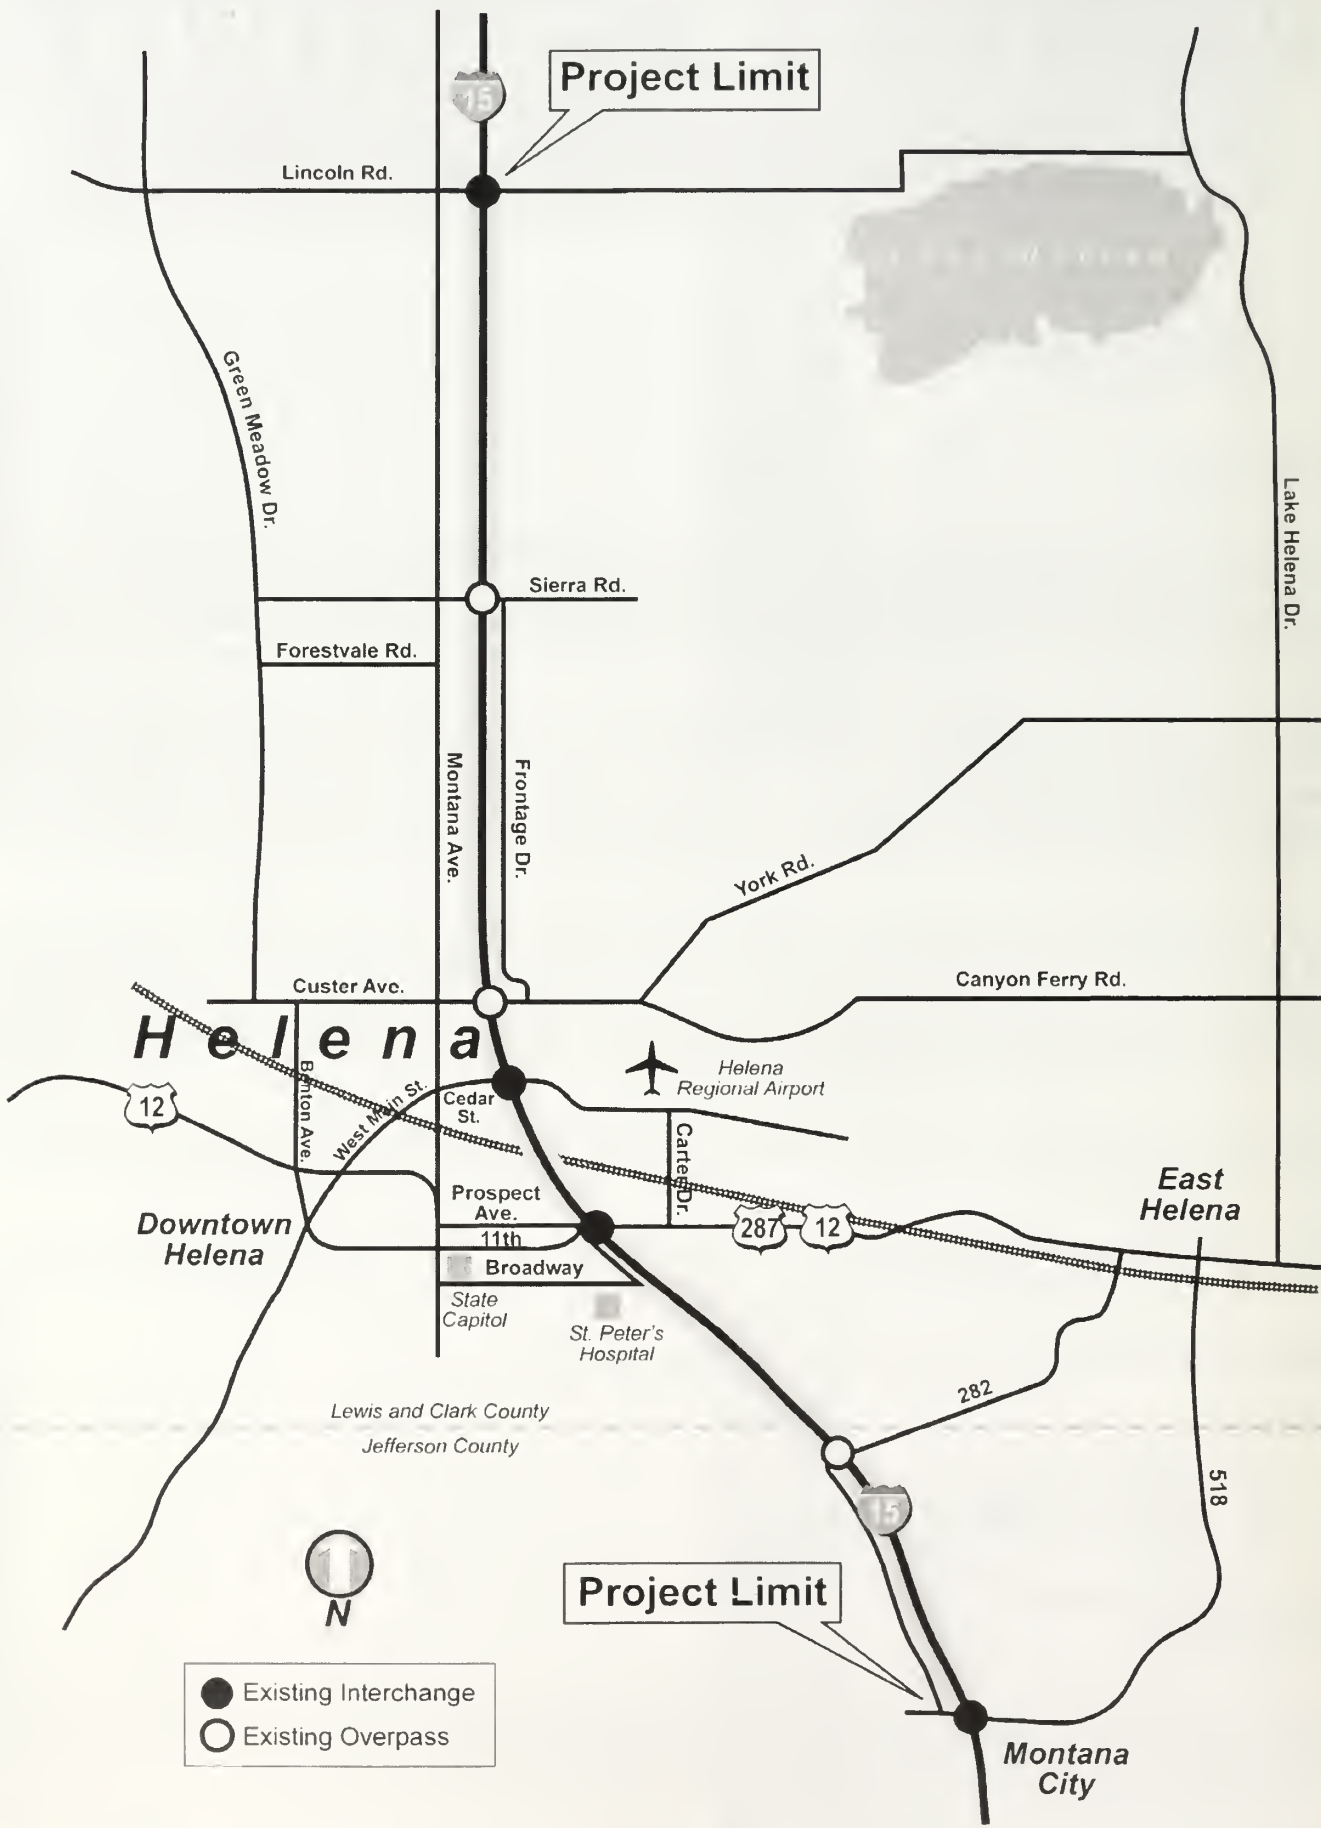 Project Limit
15
Lincoln Rd.
Green Meadow Dr.
Lake Helena Dr.
Sierra Rd.
Forestvale Rd.
Montana Ave.
Frontage Dr.
York Rd.
Custer Ave.
Canyon Ferry Rd.
Helena
Helena
Regional Airport
12
Benton Ave.
West Main St.
Cedar
St.
Carter Dr.
East
Helena
Prospect
Ave.
287
12
Downtown
Helena
11th
Broadway
State
Capitol
St. Peter's
Hospital
282
Lewis and Clark County
Jefferson County
518
15
N
Project Limit
Existing Interchange
Existing Overpass
Montana
City